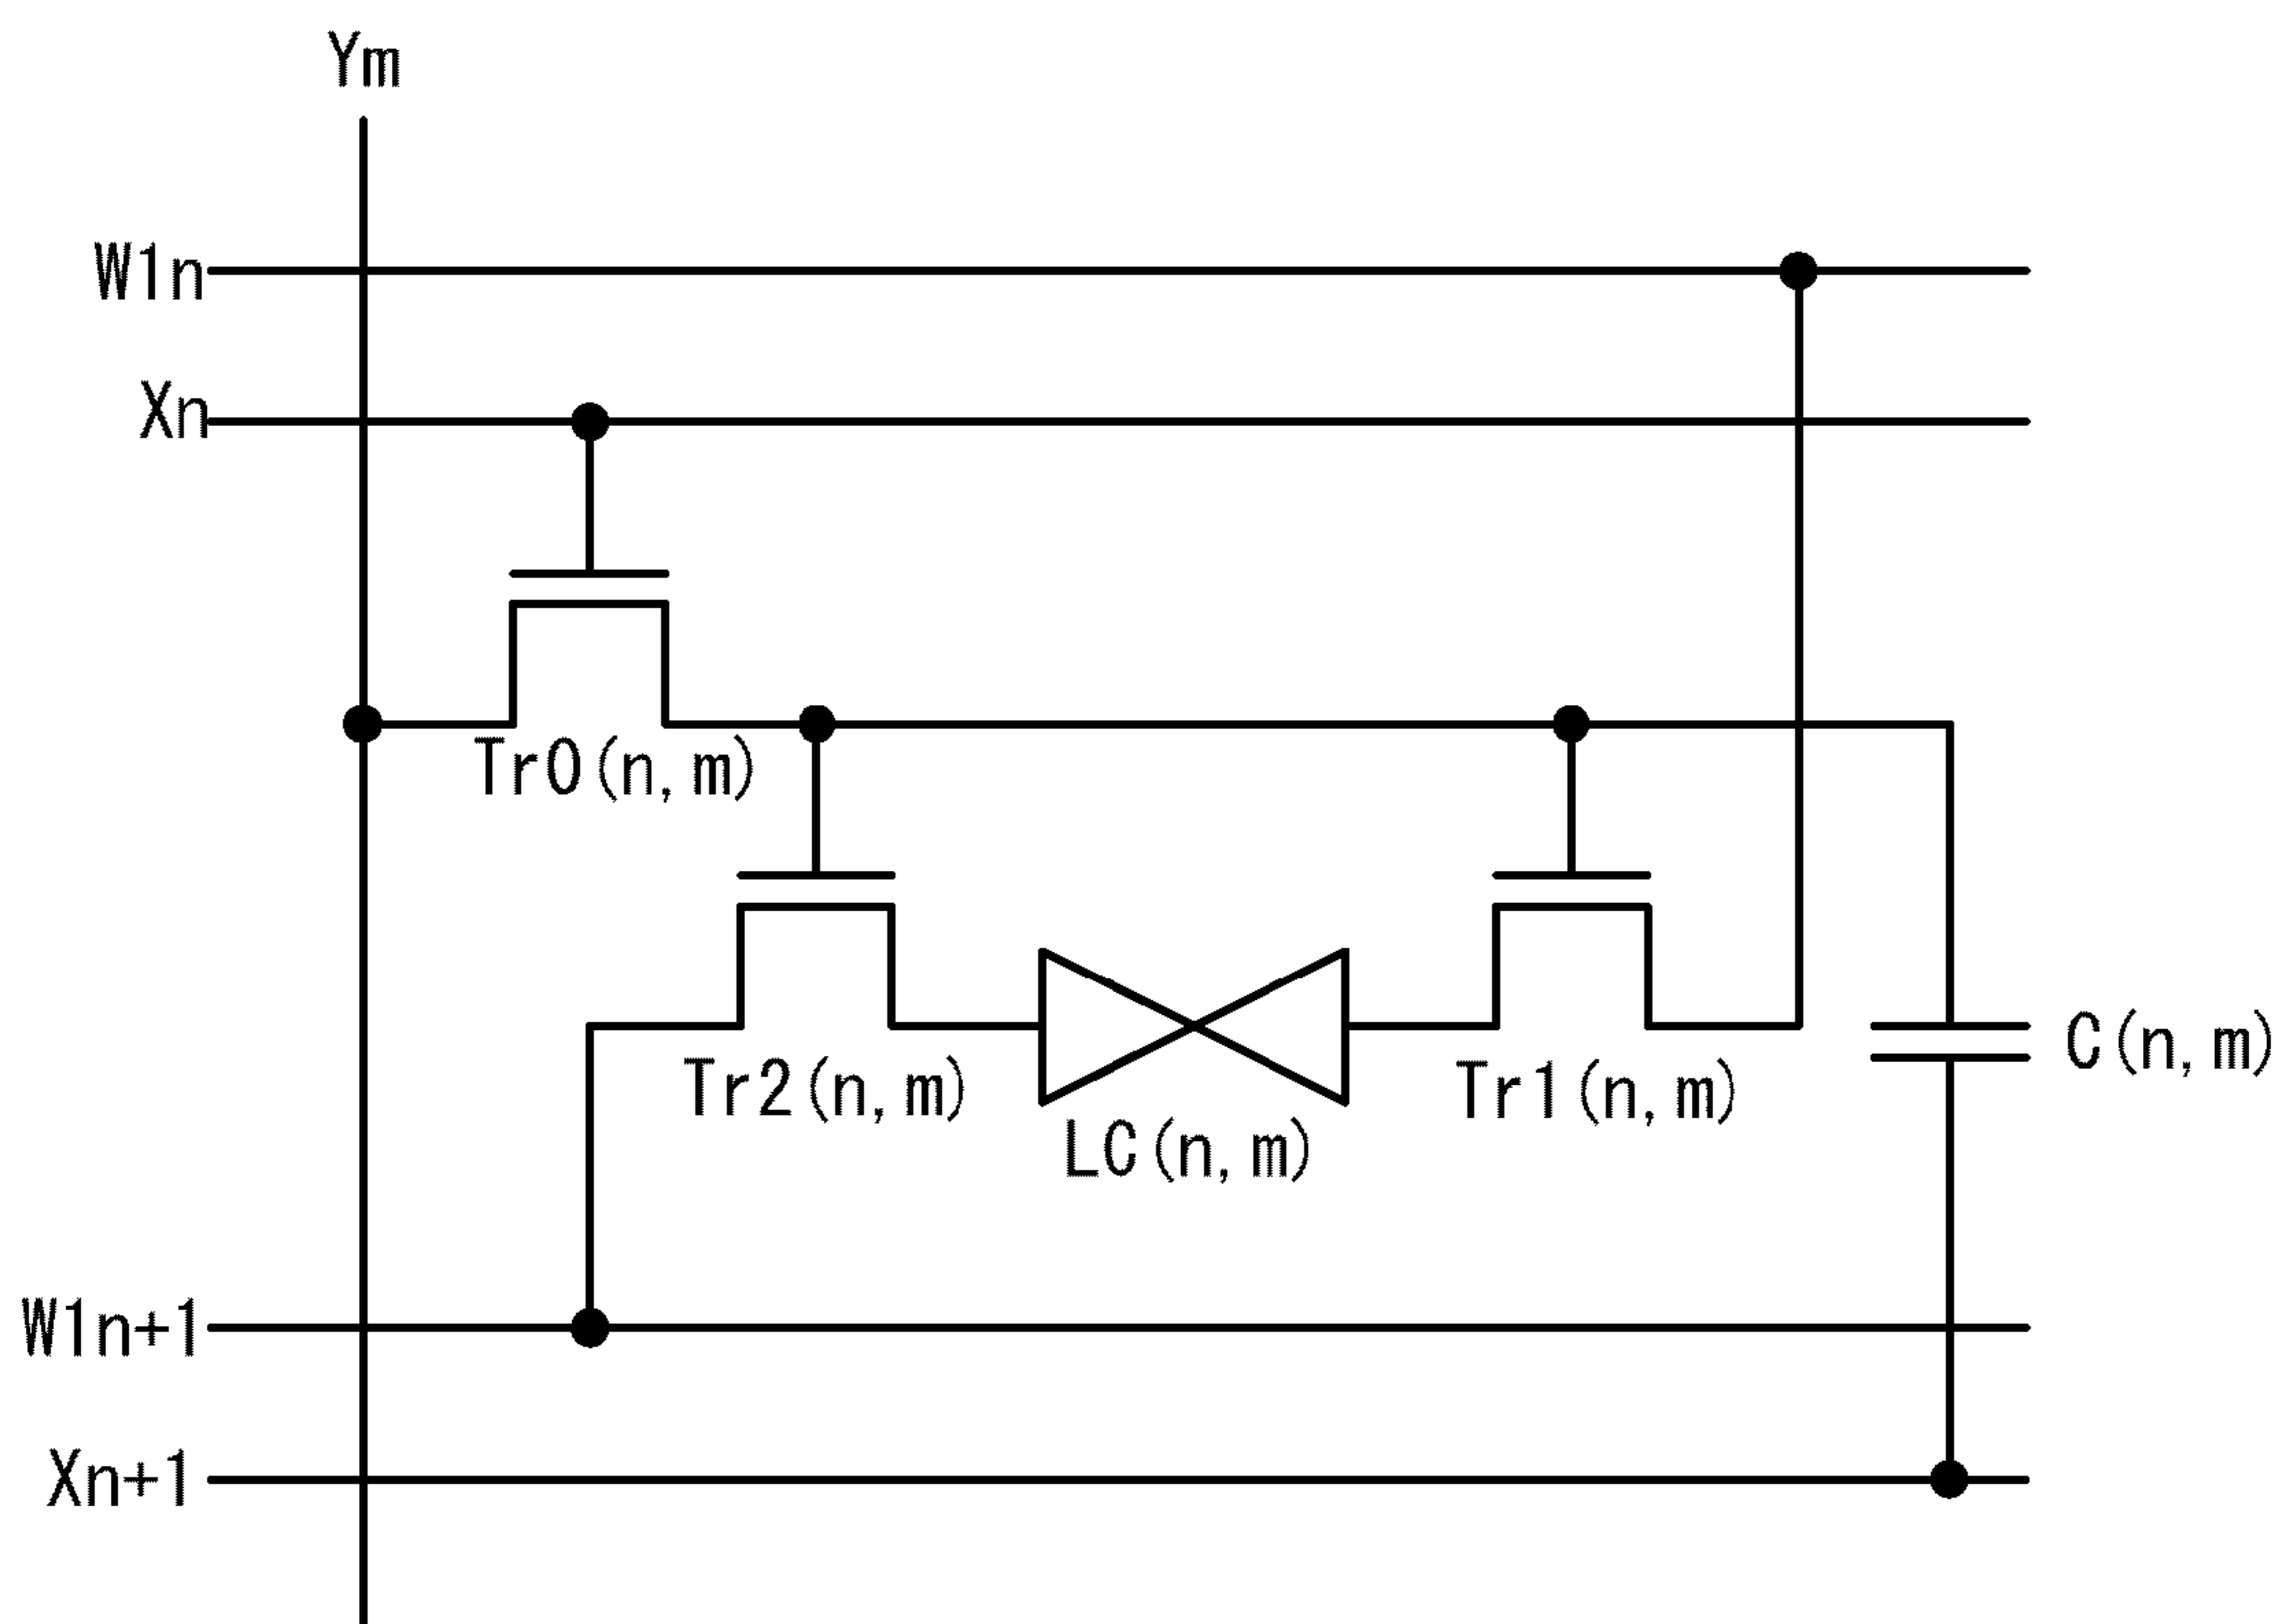 Ym
W1n
Xn
Tr0(n,m)
C(n,m)
Tr2(n,m)
Tr1(n,m)
LC(n,m)
W1n+1
Xn+1